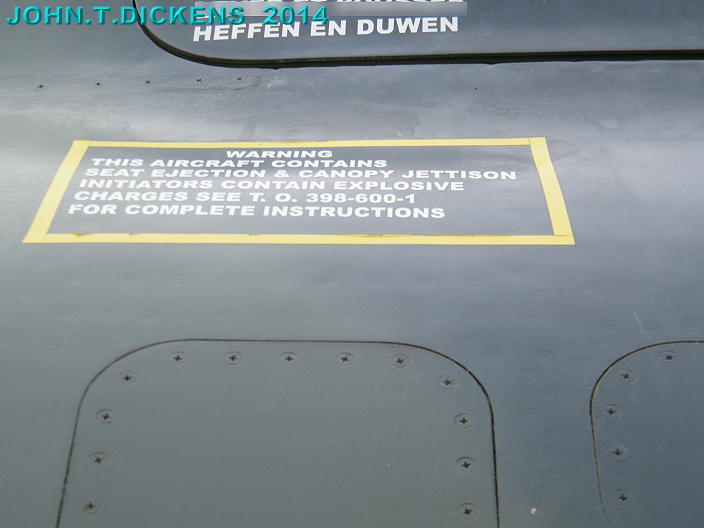 JOHN.T.DICKENS 2014
HEFFEN EN DUWEN
WARNING
THIS AIRCRAFT CONTAINS
SEAT EJECTION & CANOPY JETTISON
INITIATORS CONTAIN EXPLOSIVE
CHARGES SEE T. O. 398-600-1
FOR COMPLETE INSTRUCTIONS